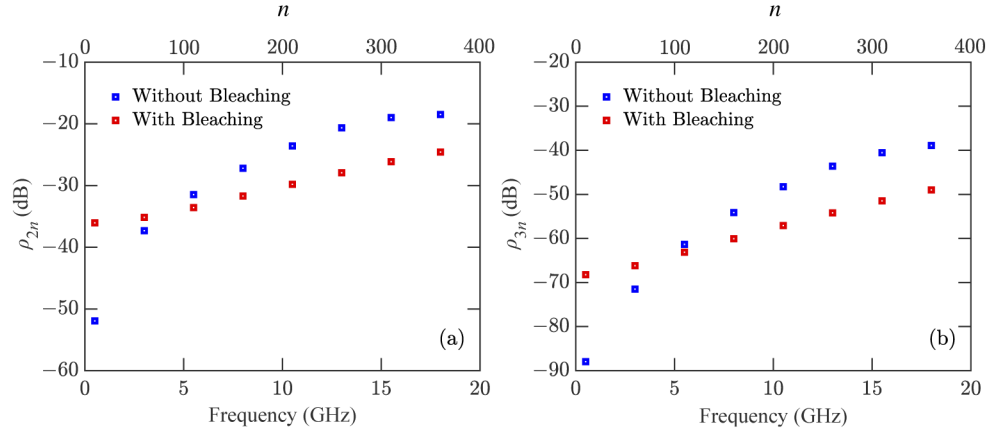 n
0 100 200 300 400
−10
−20
−30
−40
−50
−60
ρ2n (dB)
Without Bleaching
With Bleaching
(a)
0 5 10 15 20
Frequency (GHz)
n
0 100 200 300 400
−20
−30
−40
−50
−60
−70
−80
−90
ρ3n (dB)
Without Bleaching
With Bleaching
(b)
0 5 10 15 20
Frequency (GHz)